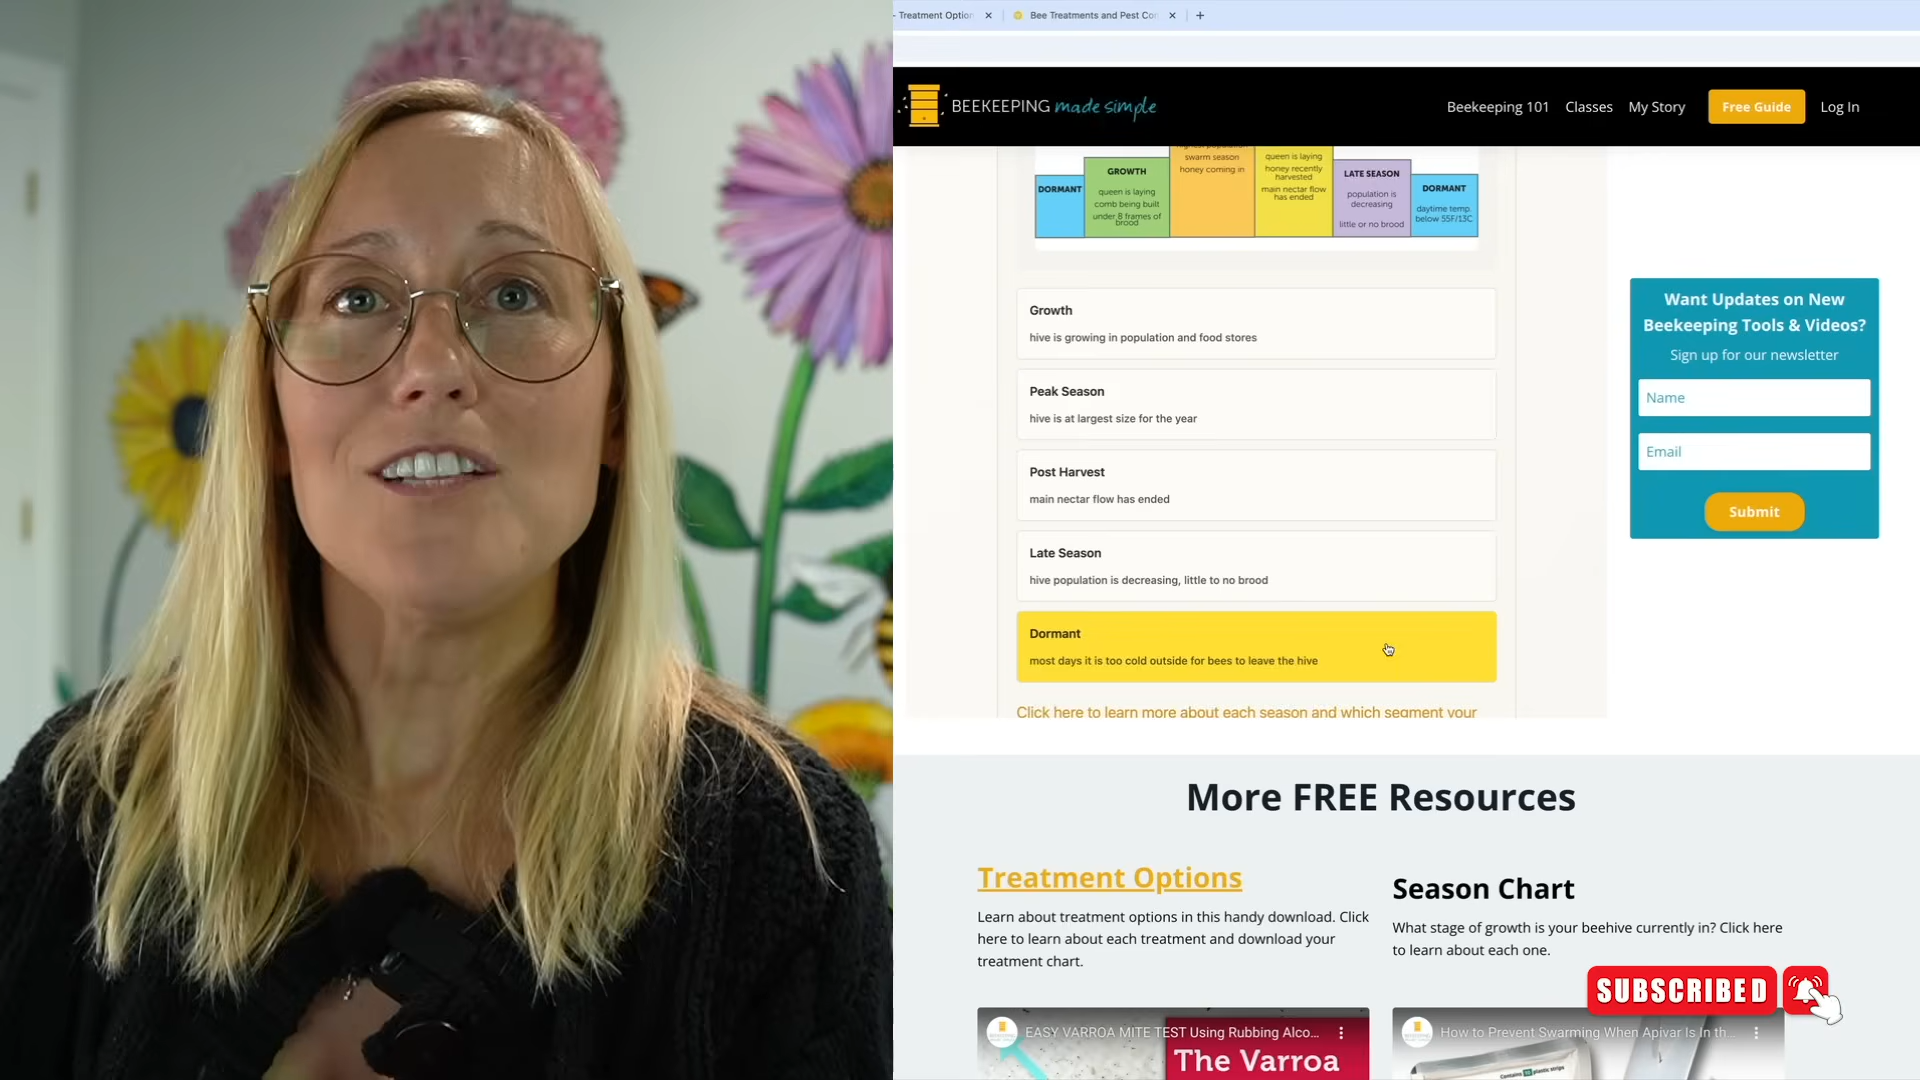 Treatment Option
Bee Treatments and Pest Con
BEEKEEPING made simple
Beekeeping 101
Classes
My Story
Free Guide
Log In
DORMANT
GROWTH
queen is laying
comb being built
under 8 frames of
brood
highest population
swarm season
honey coming in
queen is laying
honey recently
harvested
main nectar flow
has ended
LATE SEASON
population is
decreasing
little or no brood
DORMANT
daytime temp.
below 55F/13C
Growth
hive is growing in population and food stores
Peak Season
hive is at largest size for the year
Post Harvest
main nectar flow has ended
Late Season
hive population is decreasing, little to no brood
Dormant
most days it is too cold outside for bees to leave the hive
Click here to learn more about each season and which segment your
Want Updates on New
Beekeeping Tools & Videos?
Sign up for our newsletter
Name
Email
Submit
More FREE Resources
Treatment Options
Learn about treatment options in this handy download. Click
here to learn about each treatment and download your
treatment chart.
Season Chart
What stage of growth is your beehive currently in? Click here
to learn about each one.
SUBSCRIBED
EASY VARROA MITE TEST Using Rubbing Alco...
The Varroa
How to Prevent Swarming When Apivar Is In th...
Contains 10 plastic strips